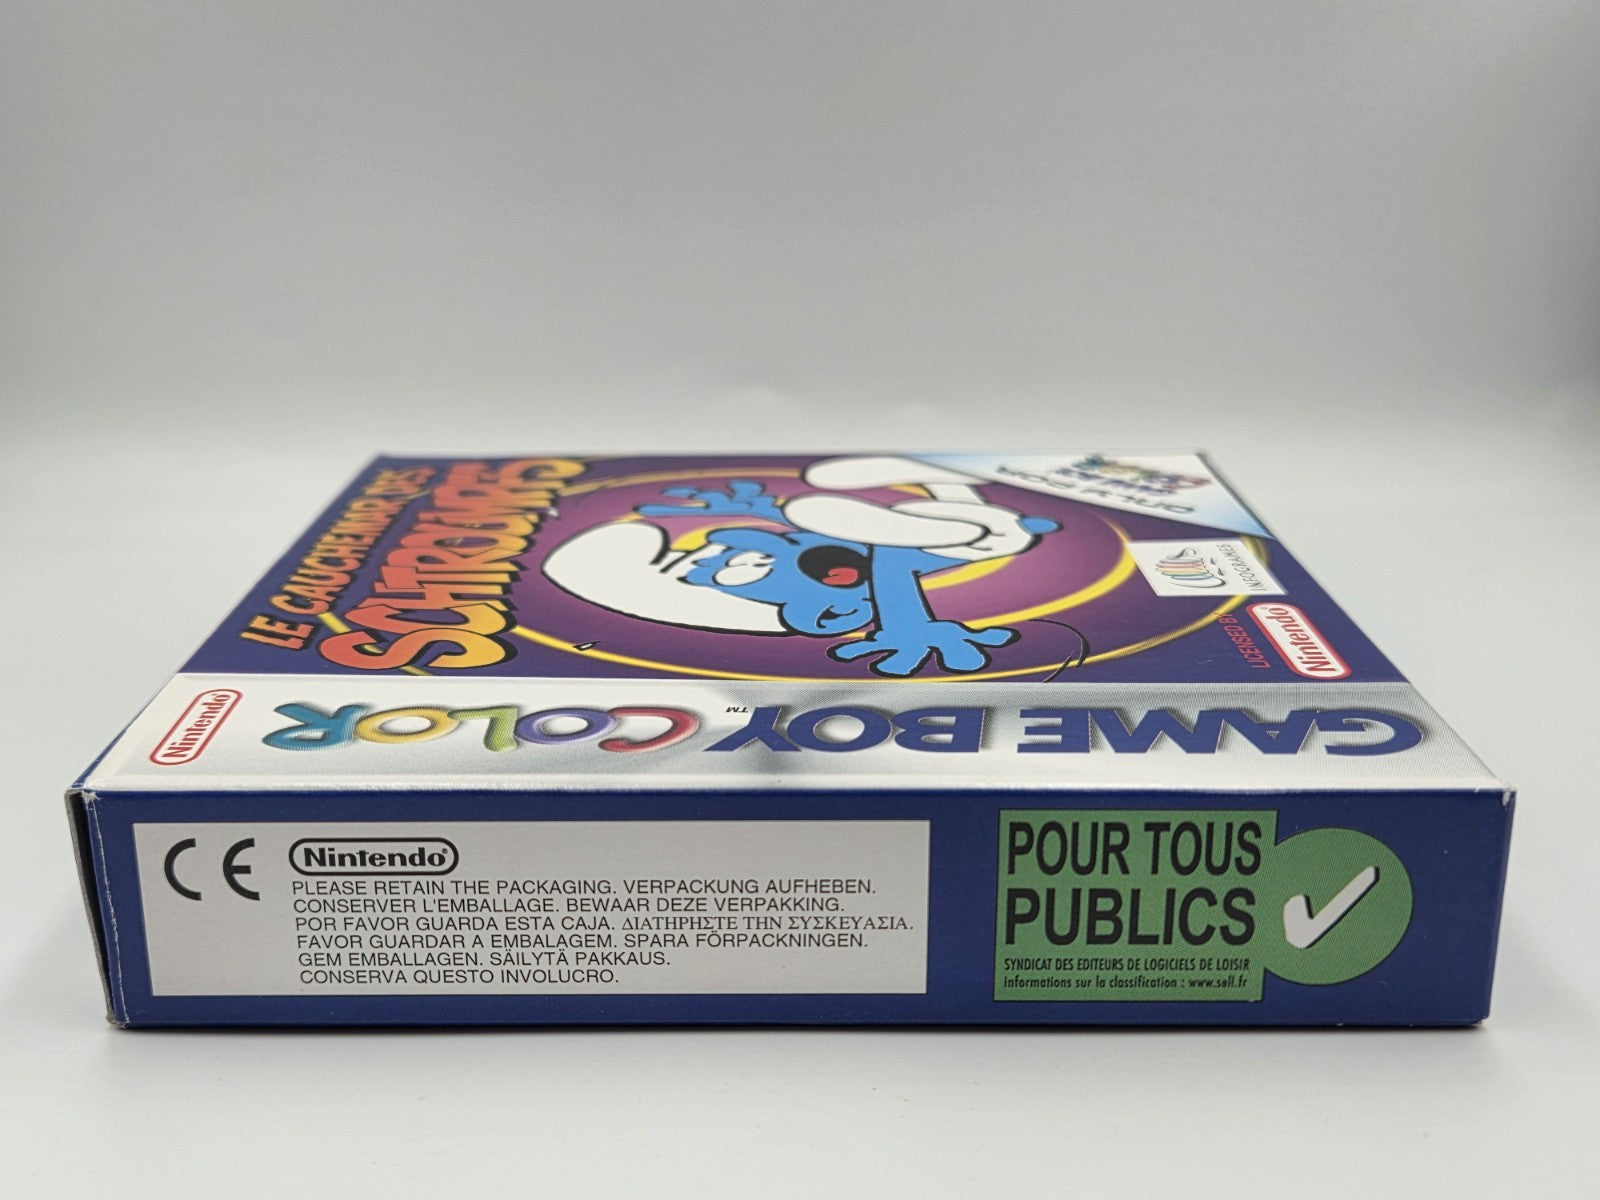 LE CAUCHEMAR DES
SCHTROUMPFS
INFOGRAMES
LICENSED BY
Nintendo
Nintendo
GAME BOY COLOR
TM
CE
Nintendo®
PLEASE RETAIN THE PACKAGING. VERPACKUNG AUFHEBEN.
CONSERVER L'EMBALLAGE. BEWAAR DEZE VERPAKKING.
POR FAVOR GUARDA ESTA CAJA. ΔΙΑΤΗΡΗΣΤΕ ΤΗΝ ΣΥΣΚΕΥΑΣΙΑ.
FAVOR GUARDAR A EMBALAGEM. SPARA FÖRPACKNINGEN.
GEM EMBALLAGEN. SÄILYTÄ PAKKAUS.
CONSERVA QUESTO INVOLUCRO.
POUR TOUS
PUBLICS
SYNDICAT DES EDITEURS DE LOGICIELS DE LOISIR
Informations sur la classification : www.sell.fr